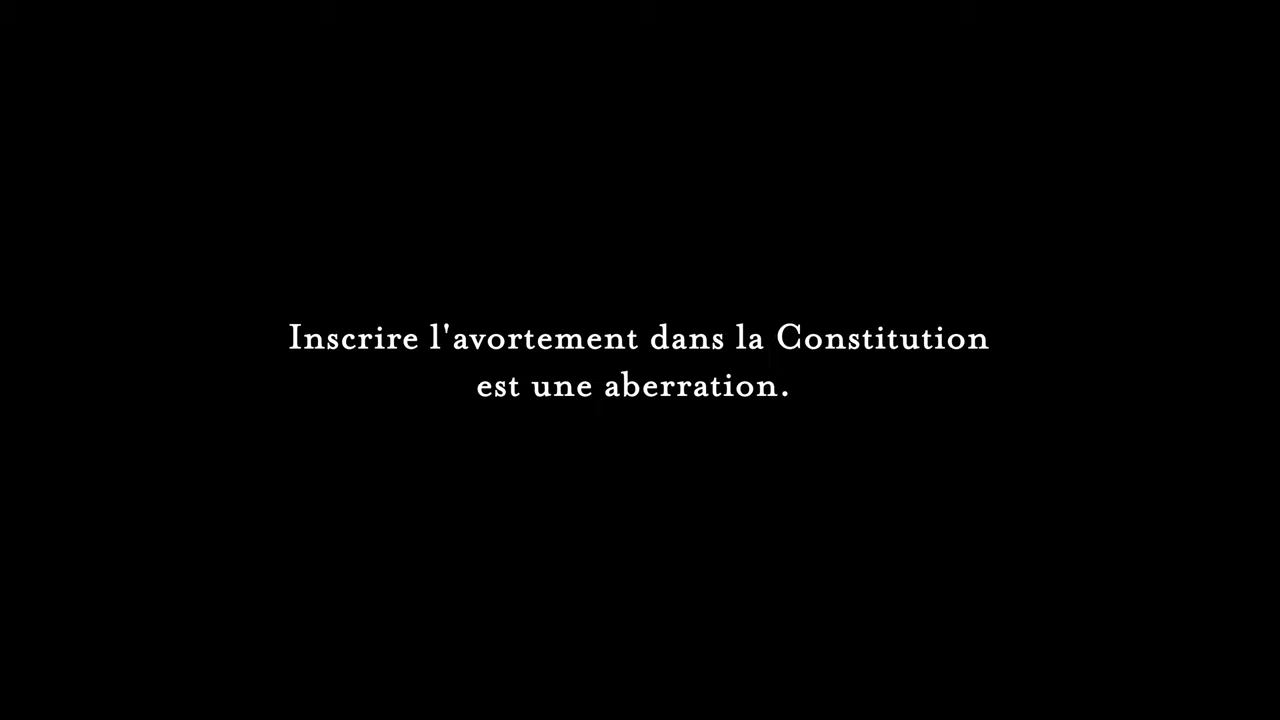 Inscrire l'avortement dans la Constitution
est une aberration.